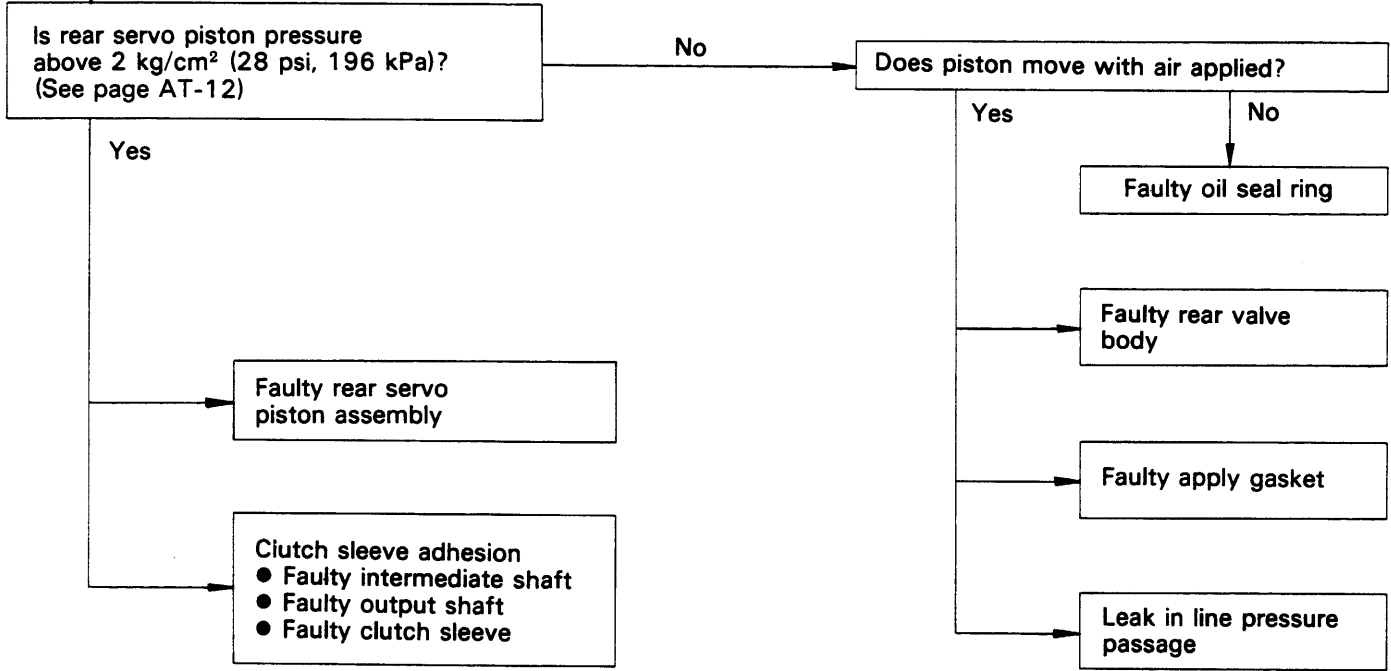 Is rear servo piston pressure
above 2 kg/cm² (28 psi, 196 kPa)?
(See page AT-12)
No
Does piston move with air applied?
Yes
Yes
No
Faulty oil seal ring
Faulty rear valve
body
Faulty rear servo
piston assembly
Faulty apply gasket
Clutch sleeve adhesion
● Faulty intermediate shaft
● Faulty output shaft
● Faulty clutch sleeve
Leak in line pressure
passage